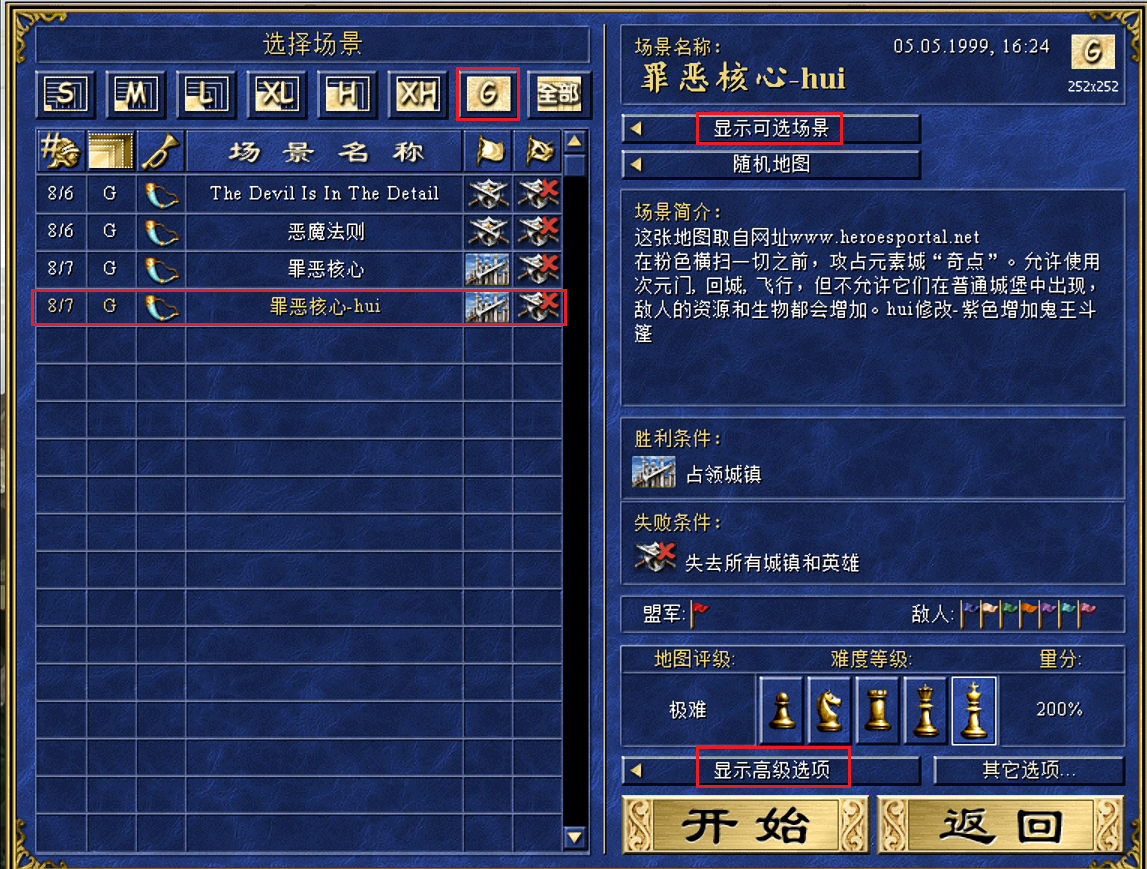 选择场景
S M L XL H XH G 全部
场景名称
8/6 G The Devil Is In The Detail
8/6 G 恶魔法则
8/7 G 罪恶核心
8/7 G 罪恶核心-hui
场景名称:
05.05.1999, 16:24
G
罪恶核心-hui
252x252
显示可选场景
随机地图
场景简介:
这张地图取自网址www.heroesportal.net
在粉色横扫一切之前，攻占元素城“奇点”。允许使用
次元门, 回城, 飞行，但不允许它们在普通城堡中出现，
敌人的资源和生物都会增加。hui修改-紫色增加鬼王斗
篷
胜利条件:
占领城镇
失败条件:
失去所有城镇和英雄
盟军:
敌人:
地图评级: 难度等级: 量分:
极难 200%
显示高级选项
其它选项...
开始 返回